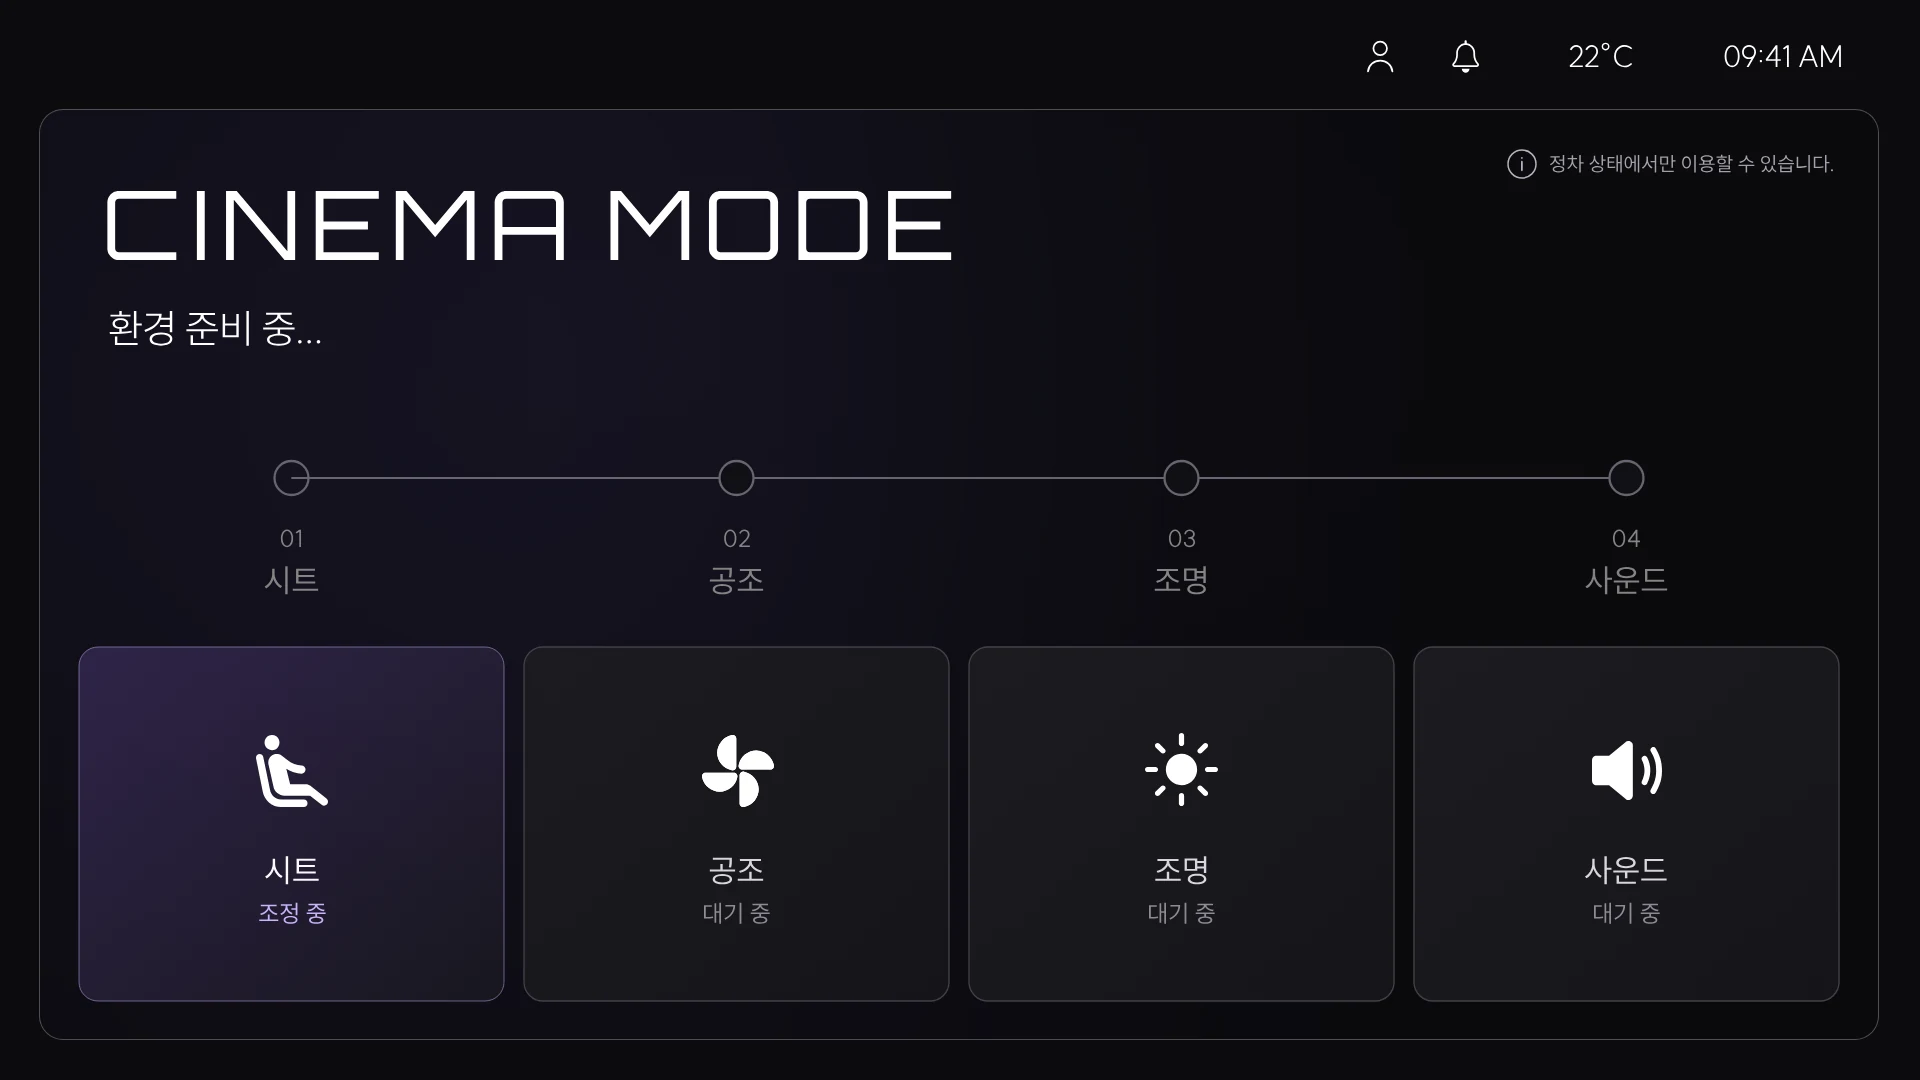 22°C 09:41 AM
정차 상태에서만 이용할 수 있습니다.
CINEMA MODE
환경 준비 중...
01 02 03 04
시트 공조 조명 사운드
시트 공조 조명 사운드
조정 중 대기 중 대기 중 대기 중